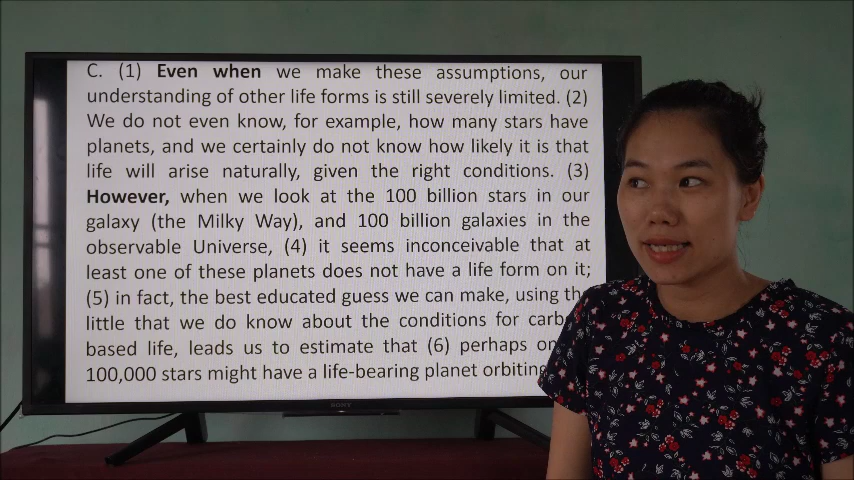 C. (1) Even when we make these assumptions, our
understanding of other life forms is still severely limited. (2)
We do not even know, for example, how many stars have
planets, and we certainly do not know how likely it is that
life will arise naturally, given the right conditions. (3)
However, when we look at the 100 billion stars in our
galaxy (the Milky Way), and 100 billion galaxies in the
observable Universe, (4) it seems inconceivable that at
least one of these planets does not have a life form on it;
(5) in fact, the best educated guess we can make, using the
little that we do know about the conditions for
based life, leads us to estimate that (6) perhaps
100,000 stars might have a life-bearing planet orbiting
SONY